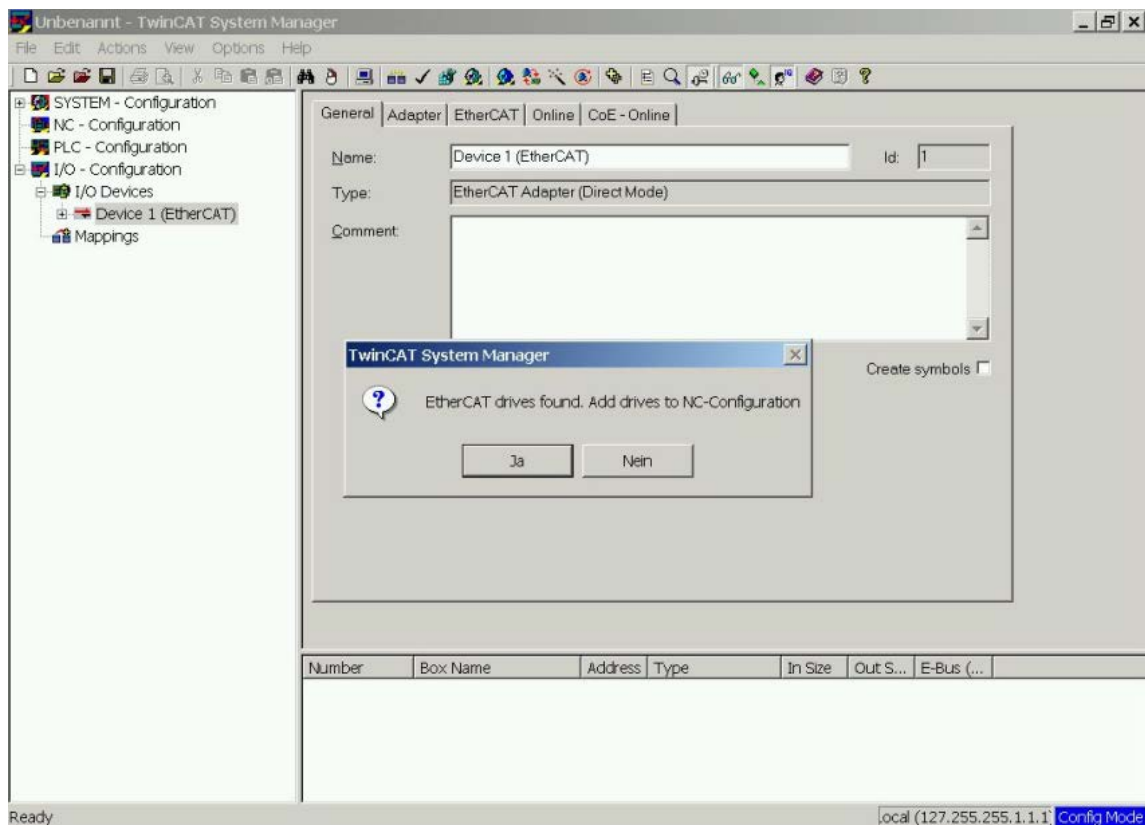 Unbenannt - TwinCAT System Manager
File Edit Actions View Options Help
SYSTEM - Configuration
NC - Configuration
PLC - Configuration
I/O - Configuration
I/O Devices
Device 1 (EtherCAT)
Mappings
General Adapter EtherCAT Online CoE - Online
Name: Device 1 (EtherCAT) Id: 1
Type: EtherCAT Adapter (Direct Mode)
Comment:
Create symbols
TwinCAT System Manager
EtherCAT drives found. Add drives to NC-Configuration
Ja Nein
Number Box Name Address Type In Size Out S... E-Bus (...
Ready .ocal (127.255.255.1.1.1) Config Mode